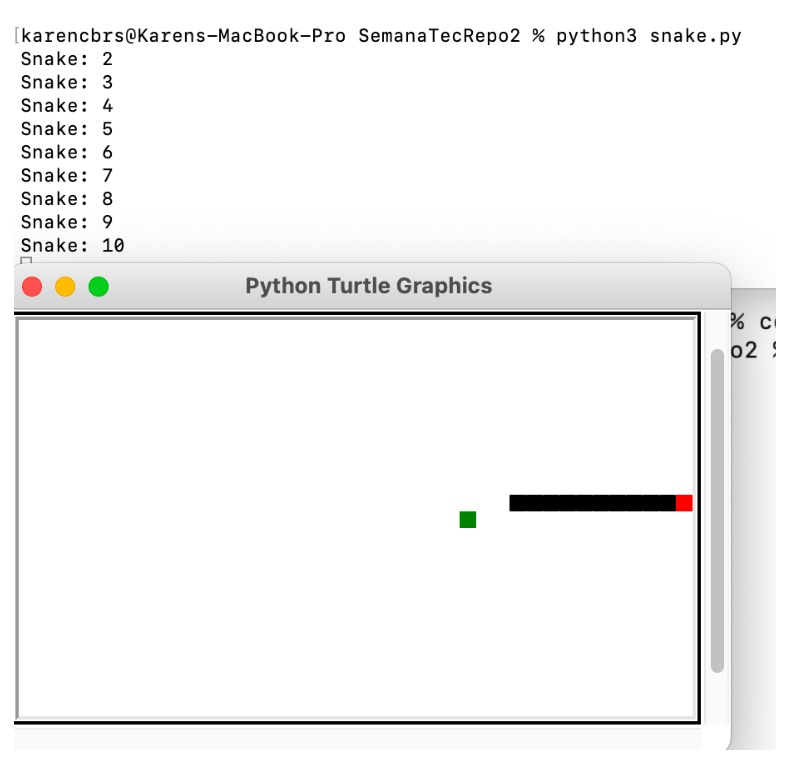 [karencbrs@Karens-MacBook-Pro SemanaTecRepo2 % python3 snake.py
Snake: 2
Snake: 3
Snake: 4
Snake: 5
Snake: 6
Snake: 7
Snake: 8
Snake: 9
Snake: 10
Python Turtle Graphics
%
o2